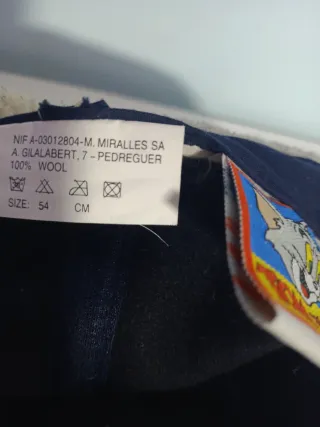 NIF A-03012804-M. MIRALLES SA
A. GILALABERT, 7 - PEDREGUER
100% WOOL
SIZE: 54 CM